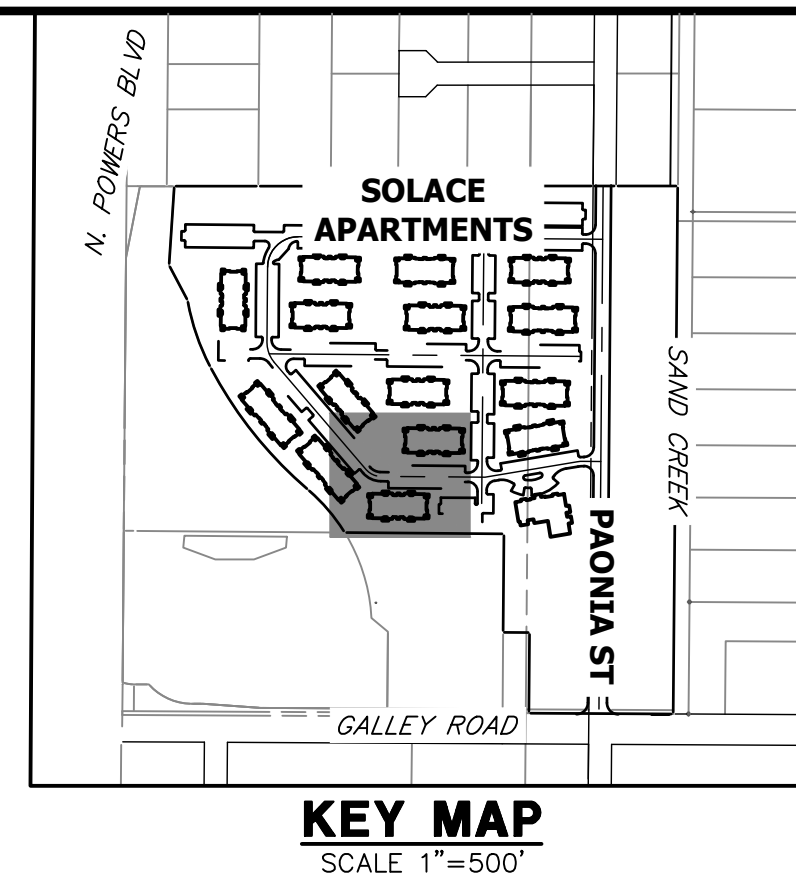 N. POWERS BLVD
SOLACE
APARTMENTS
SAND CREEK
PAONIA ST
GALLEY ROAD
KEY MAP
SCALE 1"=500'